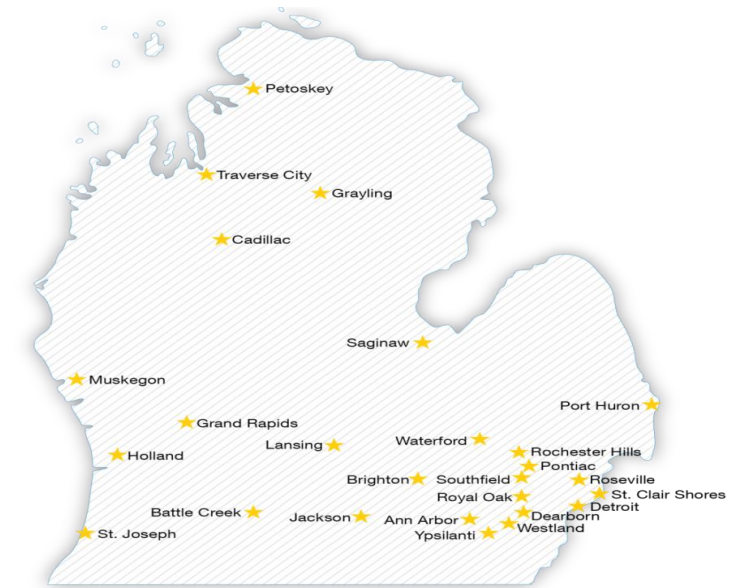 Petoskey
Traverse City
Grayling
Cadillac
Saginaw
Muskegon
Port Huron
Grand Rapids
Waterford
Lansing
Rochester Hills
Holland
Pontiac
Brighton
Southfield
Roseville
St. Clair Shores
Royal Oak
Detroit
Battle Creek
Jackson
Ann Arbor
Dearborn
Westland
St. Joseph
Ypsilanti